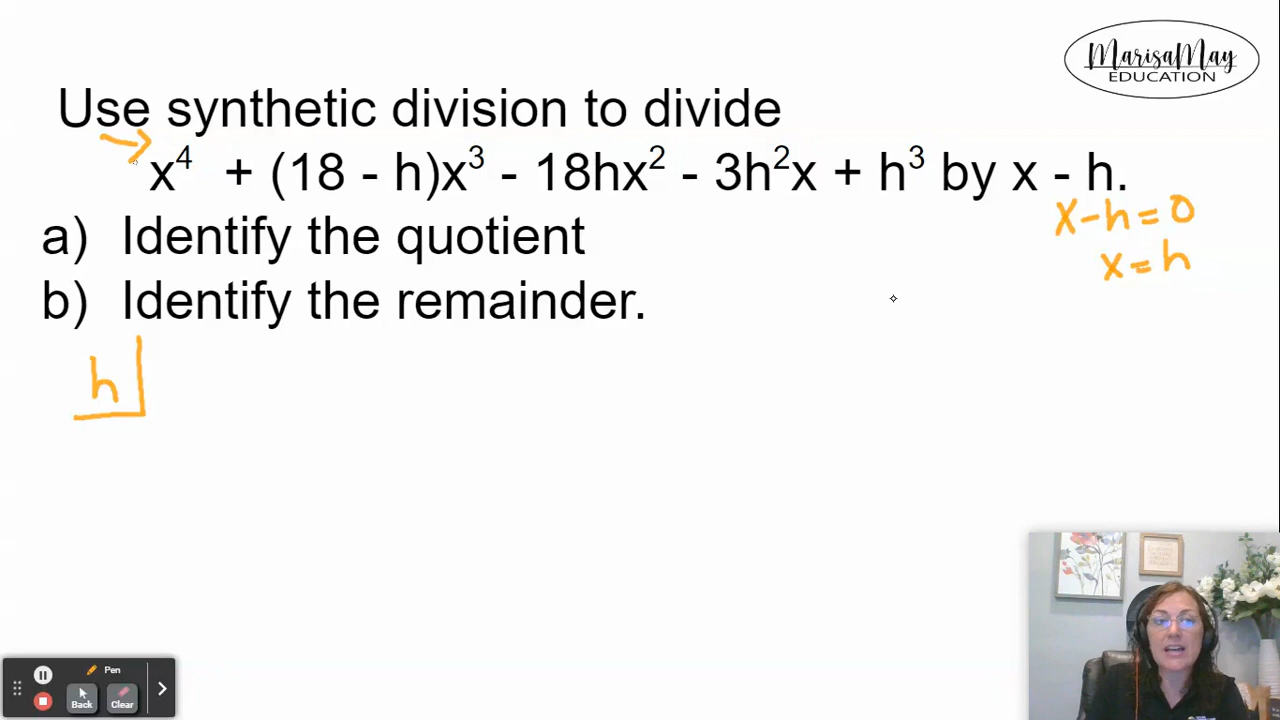 MarisaMay
EDUCATION
Use synthetic division to divide
x⁴ + (18 - h)x³ - 18hx² - 3h²x + h³ by x - h.
x-h=0
x=h
a) Identify the quotient
b) Identify the remainder.
h
Pen
Back
Clear